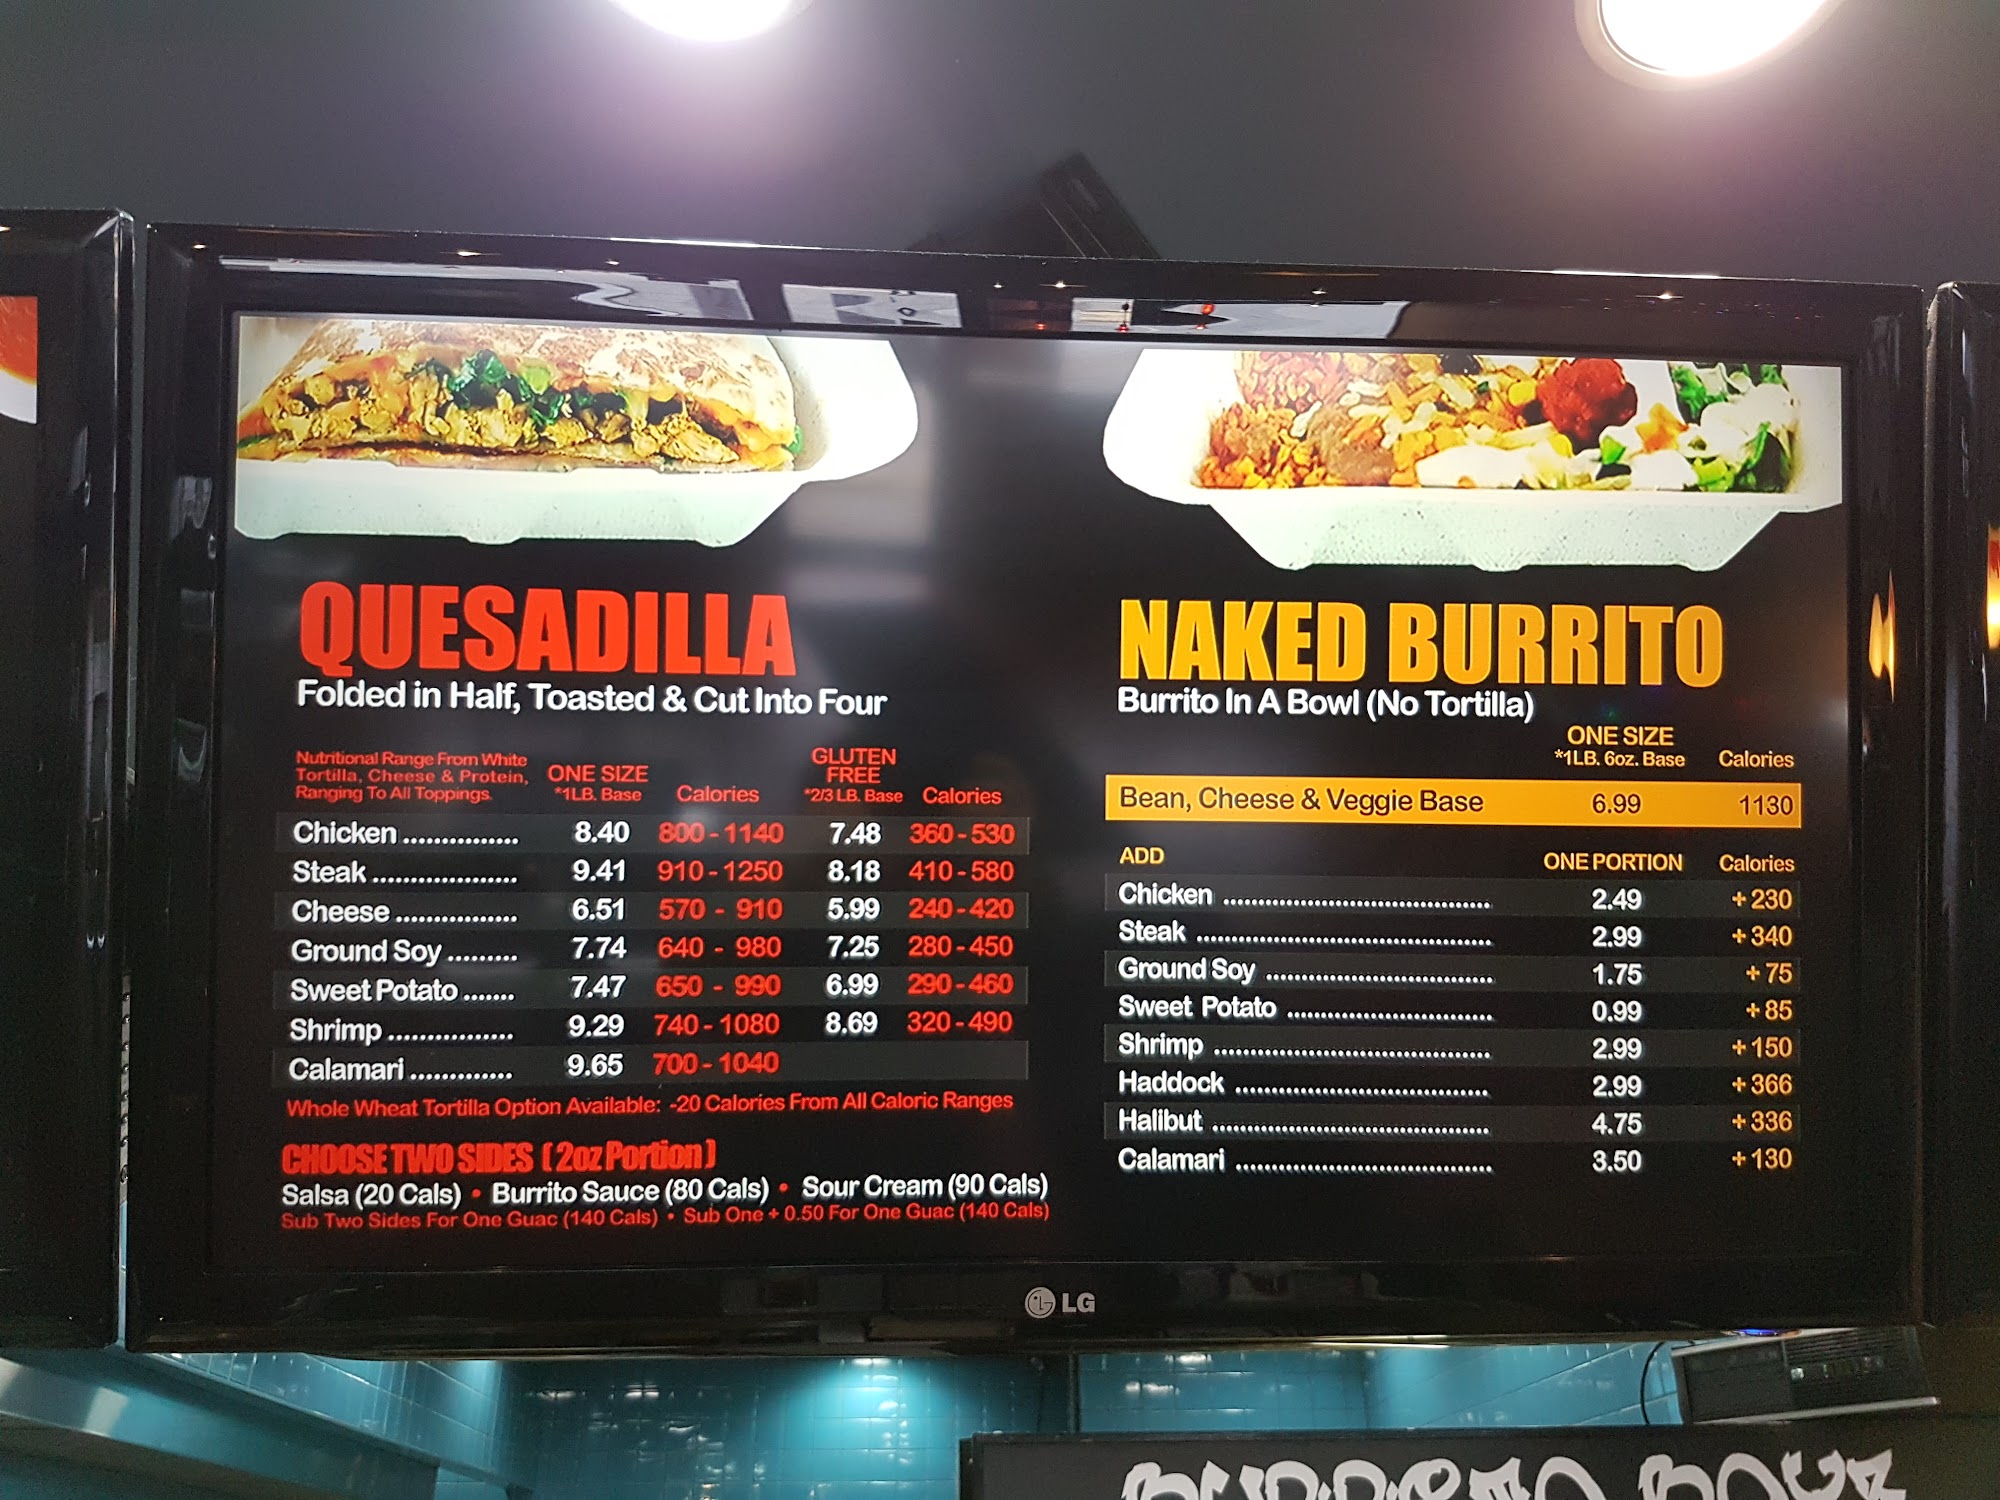 QUESADILLA
Folded in Half, Toasted & Cut Into Four
Nutritional Range From White
Tortilla, Cheese & Protein,
Ranging To All Toppings.
ONE SIZE
*1LB. Base
Calories
GLUTEN
FREE
*2/3 LB. Base
Calories
Chicken ............... 8.40 800 - 1140 7.48 360 - 530
Steak ................... 9.41 910 - 1250 8.18 410 - 580
Cheese ................ 6.51 570 - 910 5.99 240 - 420
Ground Soy ......... 7.74 640 - 980 7.25 280 - 450
Sweet Potato ....... 7.47 650 - 990 6.99 290 - 460
Shrimp ................ 9.29 740 - 1080 8.69 320 - 490
Calamari ............. 9.65 700 - 1040
Whole Wheat Tortilla Option Available: -20 Calories From All Caloric Ranges
CHOOSE TWO SIDES (2oz Portion)
Salsa (20 Cals) • Burrito Sauce (80 Cals) • Sour Cream (90 Cals)
Sub Two Sides For One Guac (140 Cals) • Sub One + 0.50 For One Guac (140 Cals)
NAKED BURRITO
Burrito In A Bowl (No Tortilla)
ONE SIZE
*1LB. 6oz. Base Calories
Bean, Cheese & Veggie Base 6.99 1130
ADD ONE PORTION Calories
Chicken ...................................... 2.49 +230
Steak .......................................... 2.99 +340
Ground Soy ................................ 1.75 +75
Sweet Potato ............................. 0.99 +85
Shrimp ....................................... 2.99 +150
Haddock .................................... 2.99 +366
Halibut ....................................... 4.75 +336
Calamari .................................... 3.50 +130
LG
BURRITO BOYZ